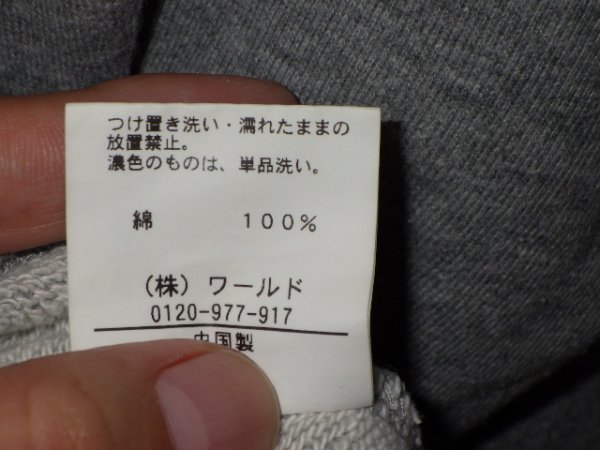 つけ置き洗い・濡れたままの
放置禁止。
濃色のものは、単品洗い。
綿 100%
(株) ワールド
0120-977-917
中国製